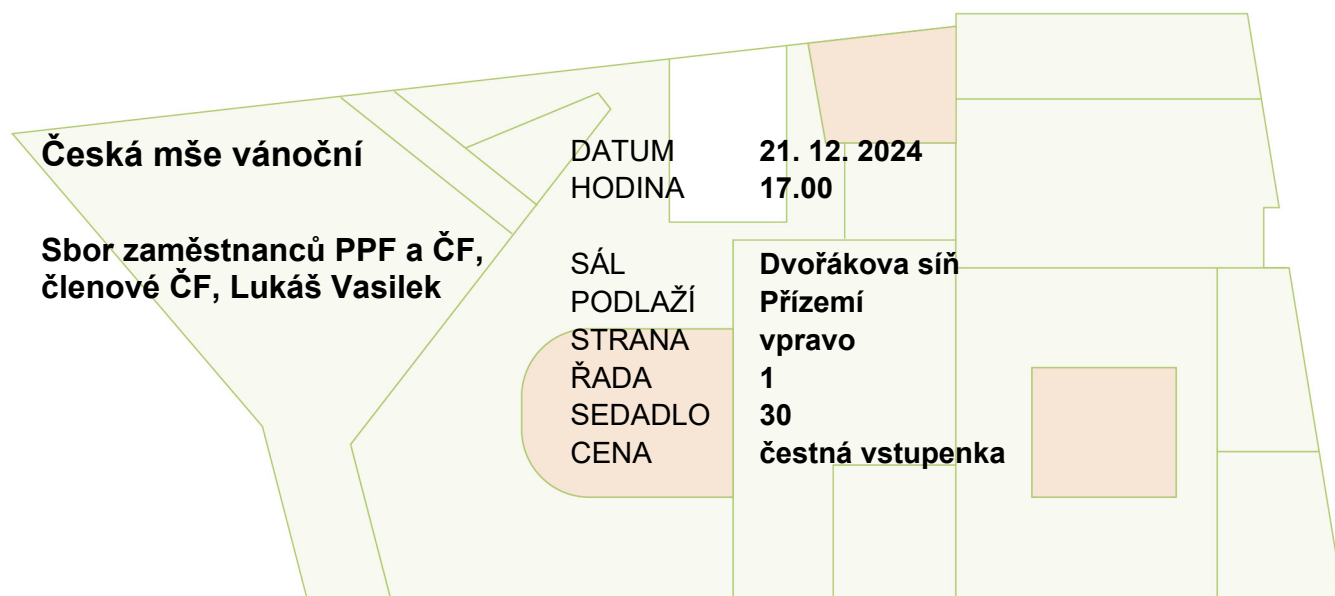 Česká mše vánoční
Sbor zaměstnanců PPF a ČF,
členové ČF, Lukáš Vasilek
DATUM 21. 12. 2024
HODINA 17.00
SÁL Dvořákova síň
PODLAŽÍ Přízemí
STRANA vpravo
ŘADA 1
SEDADLO 30
CENA čestná vstupenka